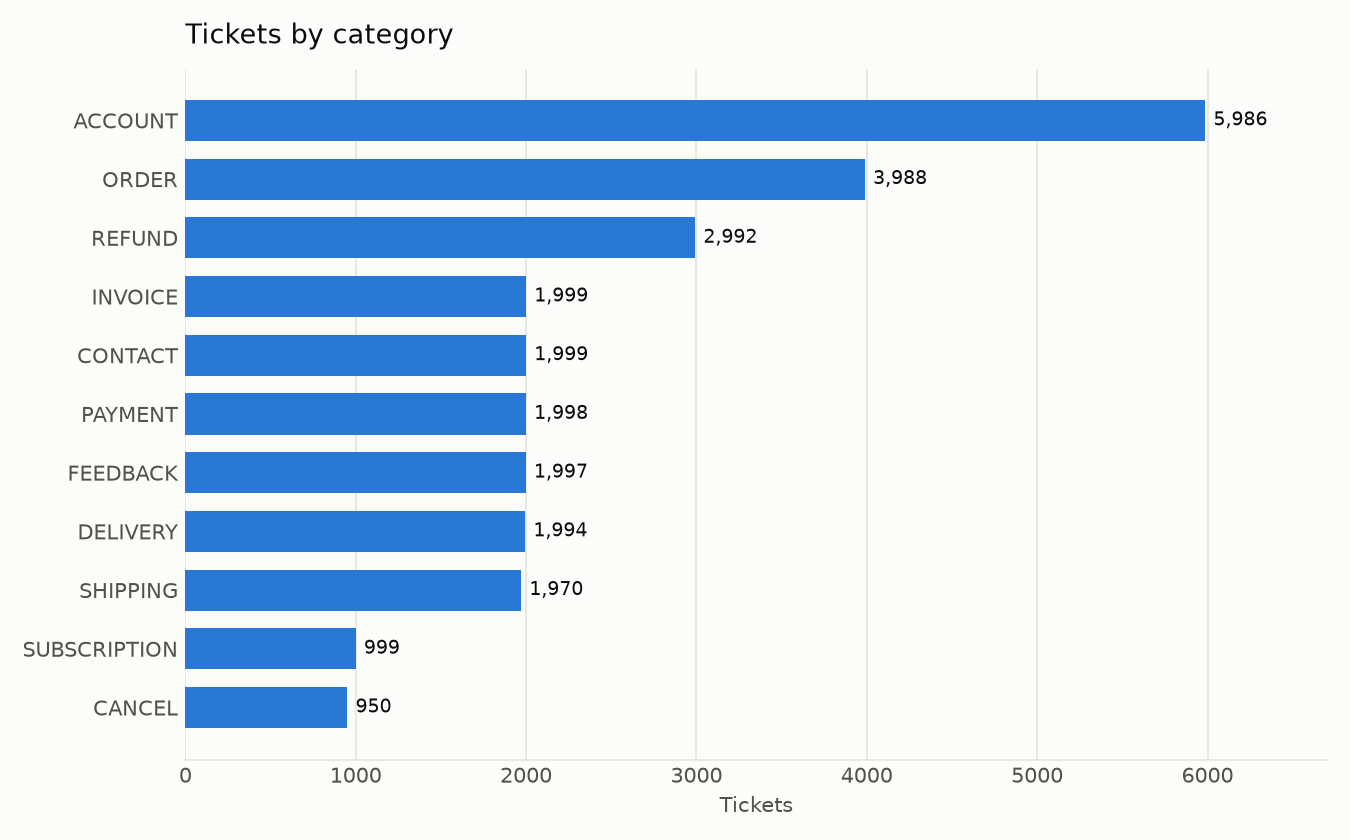 Tickets by category
ACCOUNT 5,986
ORDER 3,988
REFUND 2,992
INVOICE 1,999
CONTACT 1,999
PAYMENT 1,998
FEEDBACK 1,997
DELIVERY 1,994
SHIPPING 1,970
SUBSCRIPTION 999
CANCEL 950
0 1000 2000 3000 4000 5000 6000
Tickets